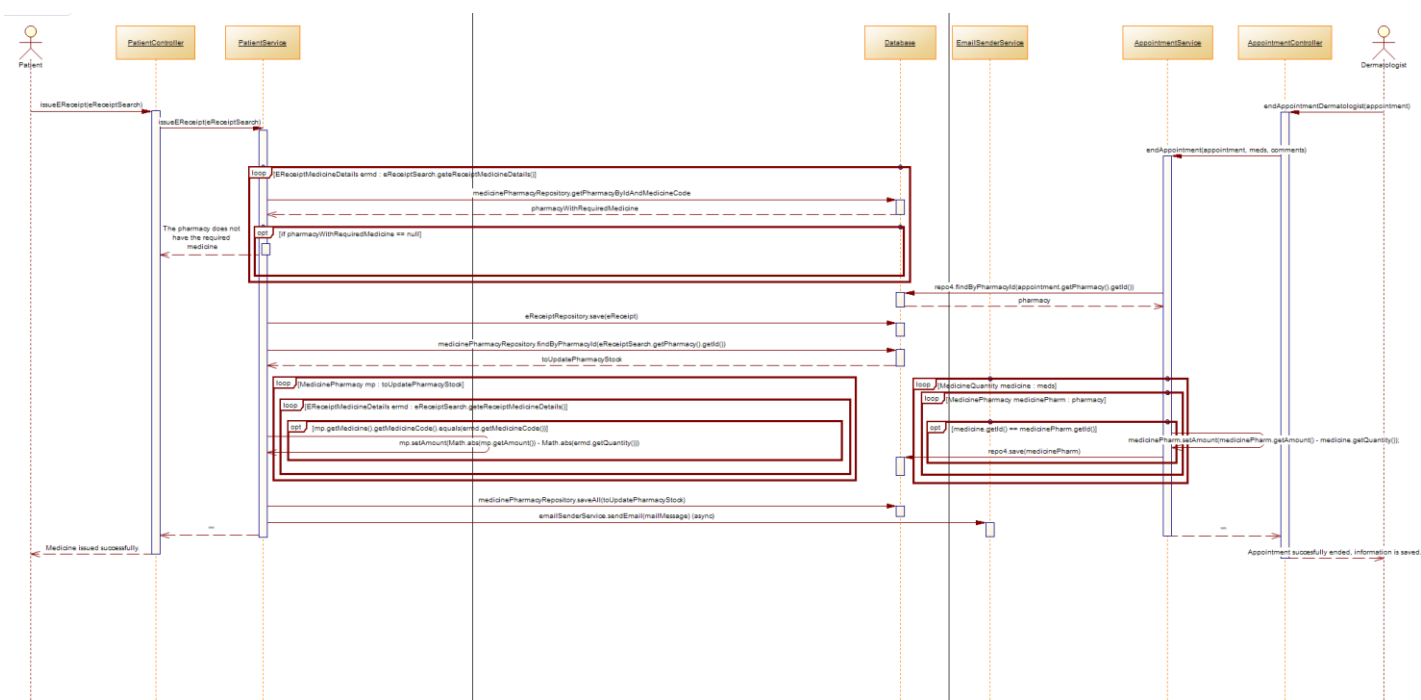 PatientController
PatientService
Database
EmailSenderService
AppointmentService
AppointmentController
Patient
Dermatologist
issueEReceipt(eReceiptSearch)
endAppointmentDermatologist(appointment)
issueEReceipt(eReceiptSearch)
endAppointment(appointment, meds, comments)
loop
[EReceiptMedicineDetails ermd : eReceiptSearch.geteReceiptMedicineDetails()]
medicinePharmacyRepository.getPharmacyByIdAndMedicineCode
pharmacyWithRequiredMedicine
The pharmacy does not
have the required
medicine
opt
[if pharmacyWithRequiredMedicine == null]
repo4.findByPharmacyId(appointment.getPharmacy().getId())
pharmacy
eReceiptRepository.save(eReceipt)
medicinePharmacyRepository.findByPharmacyId(eReceiptSearch.getPharmacy().getId())
toUpdatePharmacyStock
loop
[MedicinePharmacy mp : toUpdatePharmacyStock]
loop
[EReceiptMedicineDetails ermd : eReceiptSearch.geteReceiptMedicineDetails()]
opt
[mp.getMedicine().getMedicineCode().equals(ermd.getMedicineCode())]
mp.setAmount(Math.abs(mp.getAmount()) - Math.abs(ermd.getQuantity()))
loop
[MedicineQuantity medicine : meds]
loop
[MedicinePharmacy medicinePharm : pharmacy]
opt
[medicine.getId() == medicinePharm.getId()]
medicinePharm.setAmount(medicinePharm.getAmount() - medicine.getQuantity());
repo4.save(medicinePharm)
medicinePharmacyRepository.saveAll(toUpdatePharmacyStock)
emailSenderService.sendEmail(mailMessage) (async)
Medicine issued successfully
Appointment succesfully ended, information is saved.